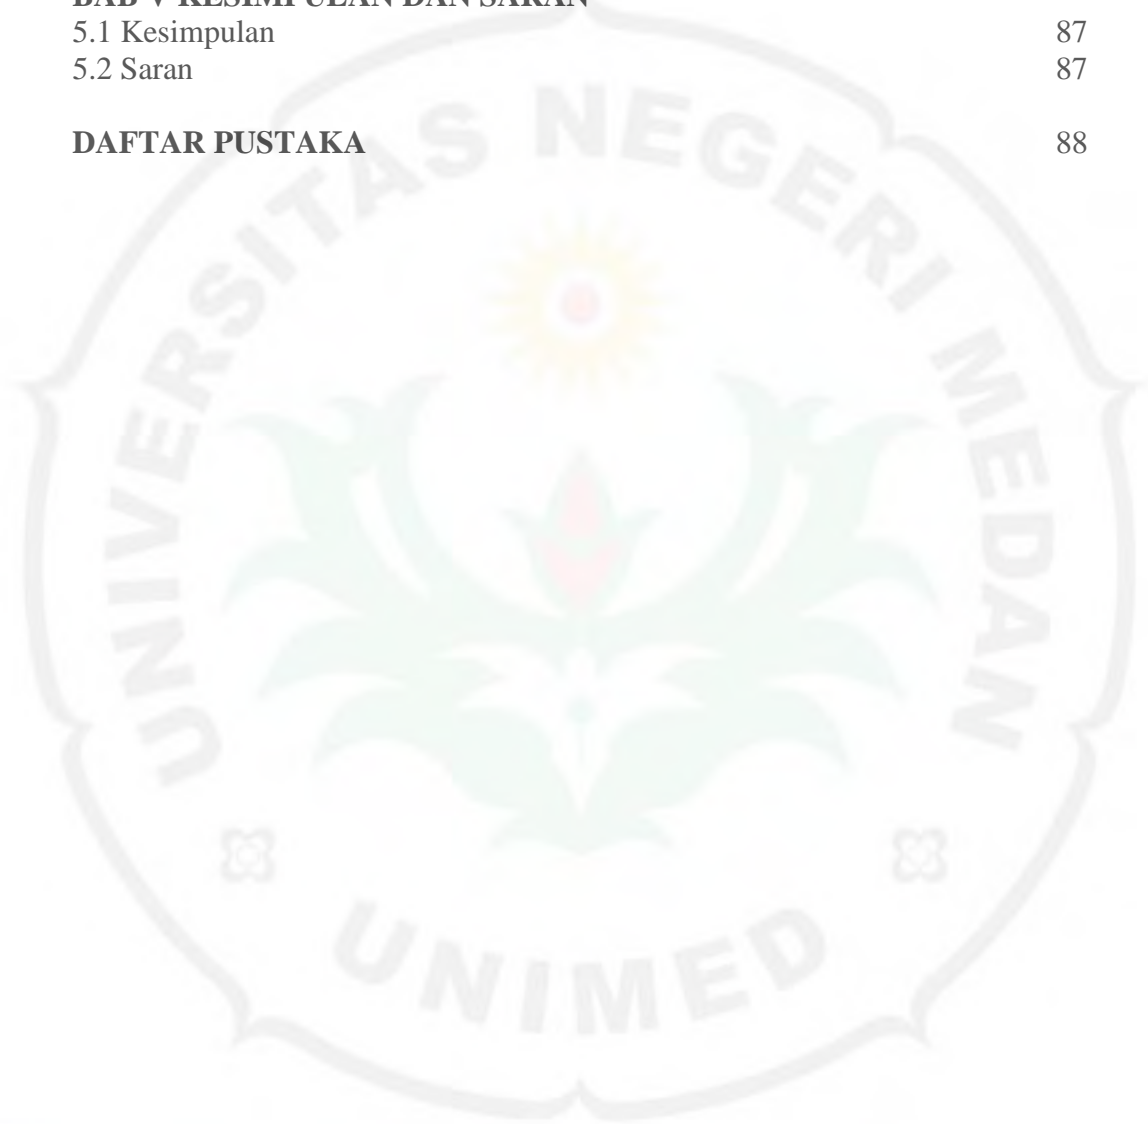 BAB V KESIMPULAN DAN SARAN
5.1 Kesimpulan 87
5.2 Saran 87
DAFTAR PUSTAKA 88
UNIVERSITAS NEGERI MEDAN
UNIMED